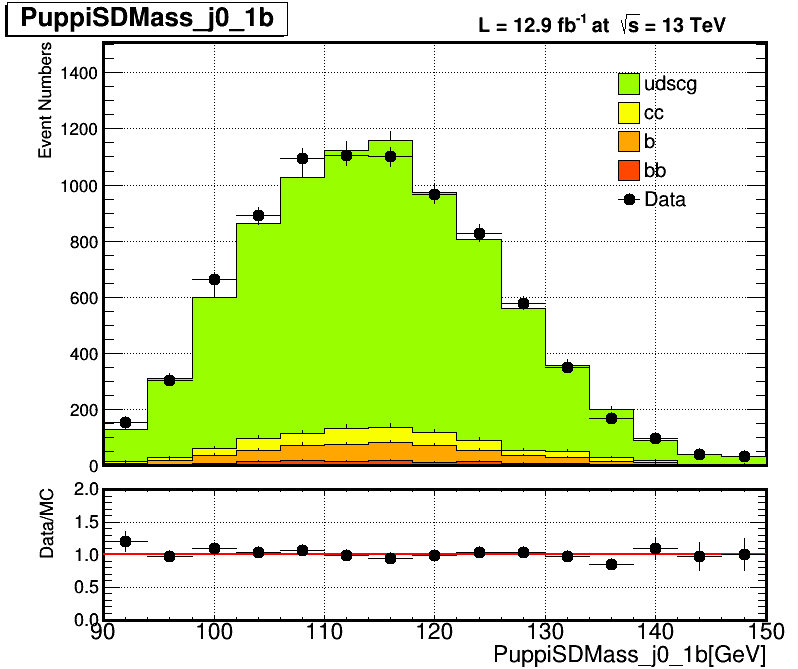 PuppiSDMass_j0_1b
L = 12.9 fb⁻¹ at √s = 13 TeV
Event Numbers
1400
1200
1000
800
600
400
200
0
udscg
cc
b
bb
Data
Data/MC
2.0
1.5
1.0
0.5
0.0
90 100 110 120 130 140 150
PuppiSDMass_j0_1b[GeV]